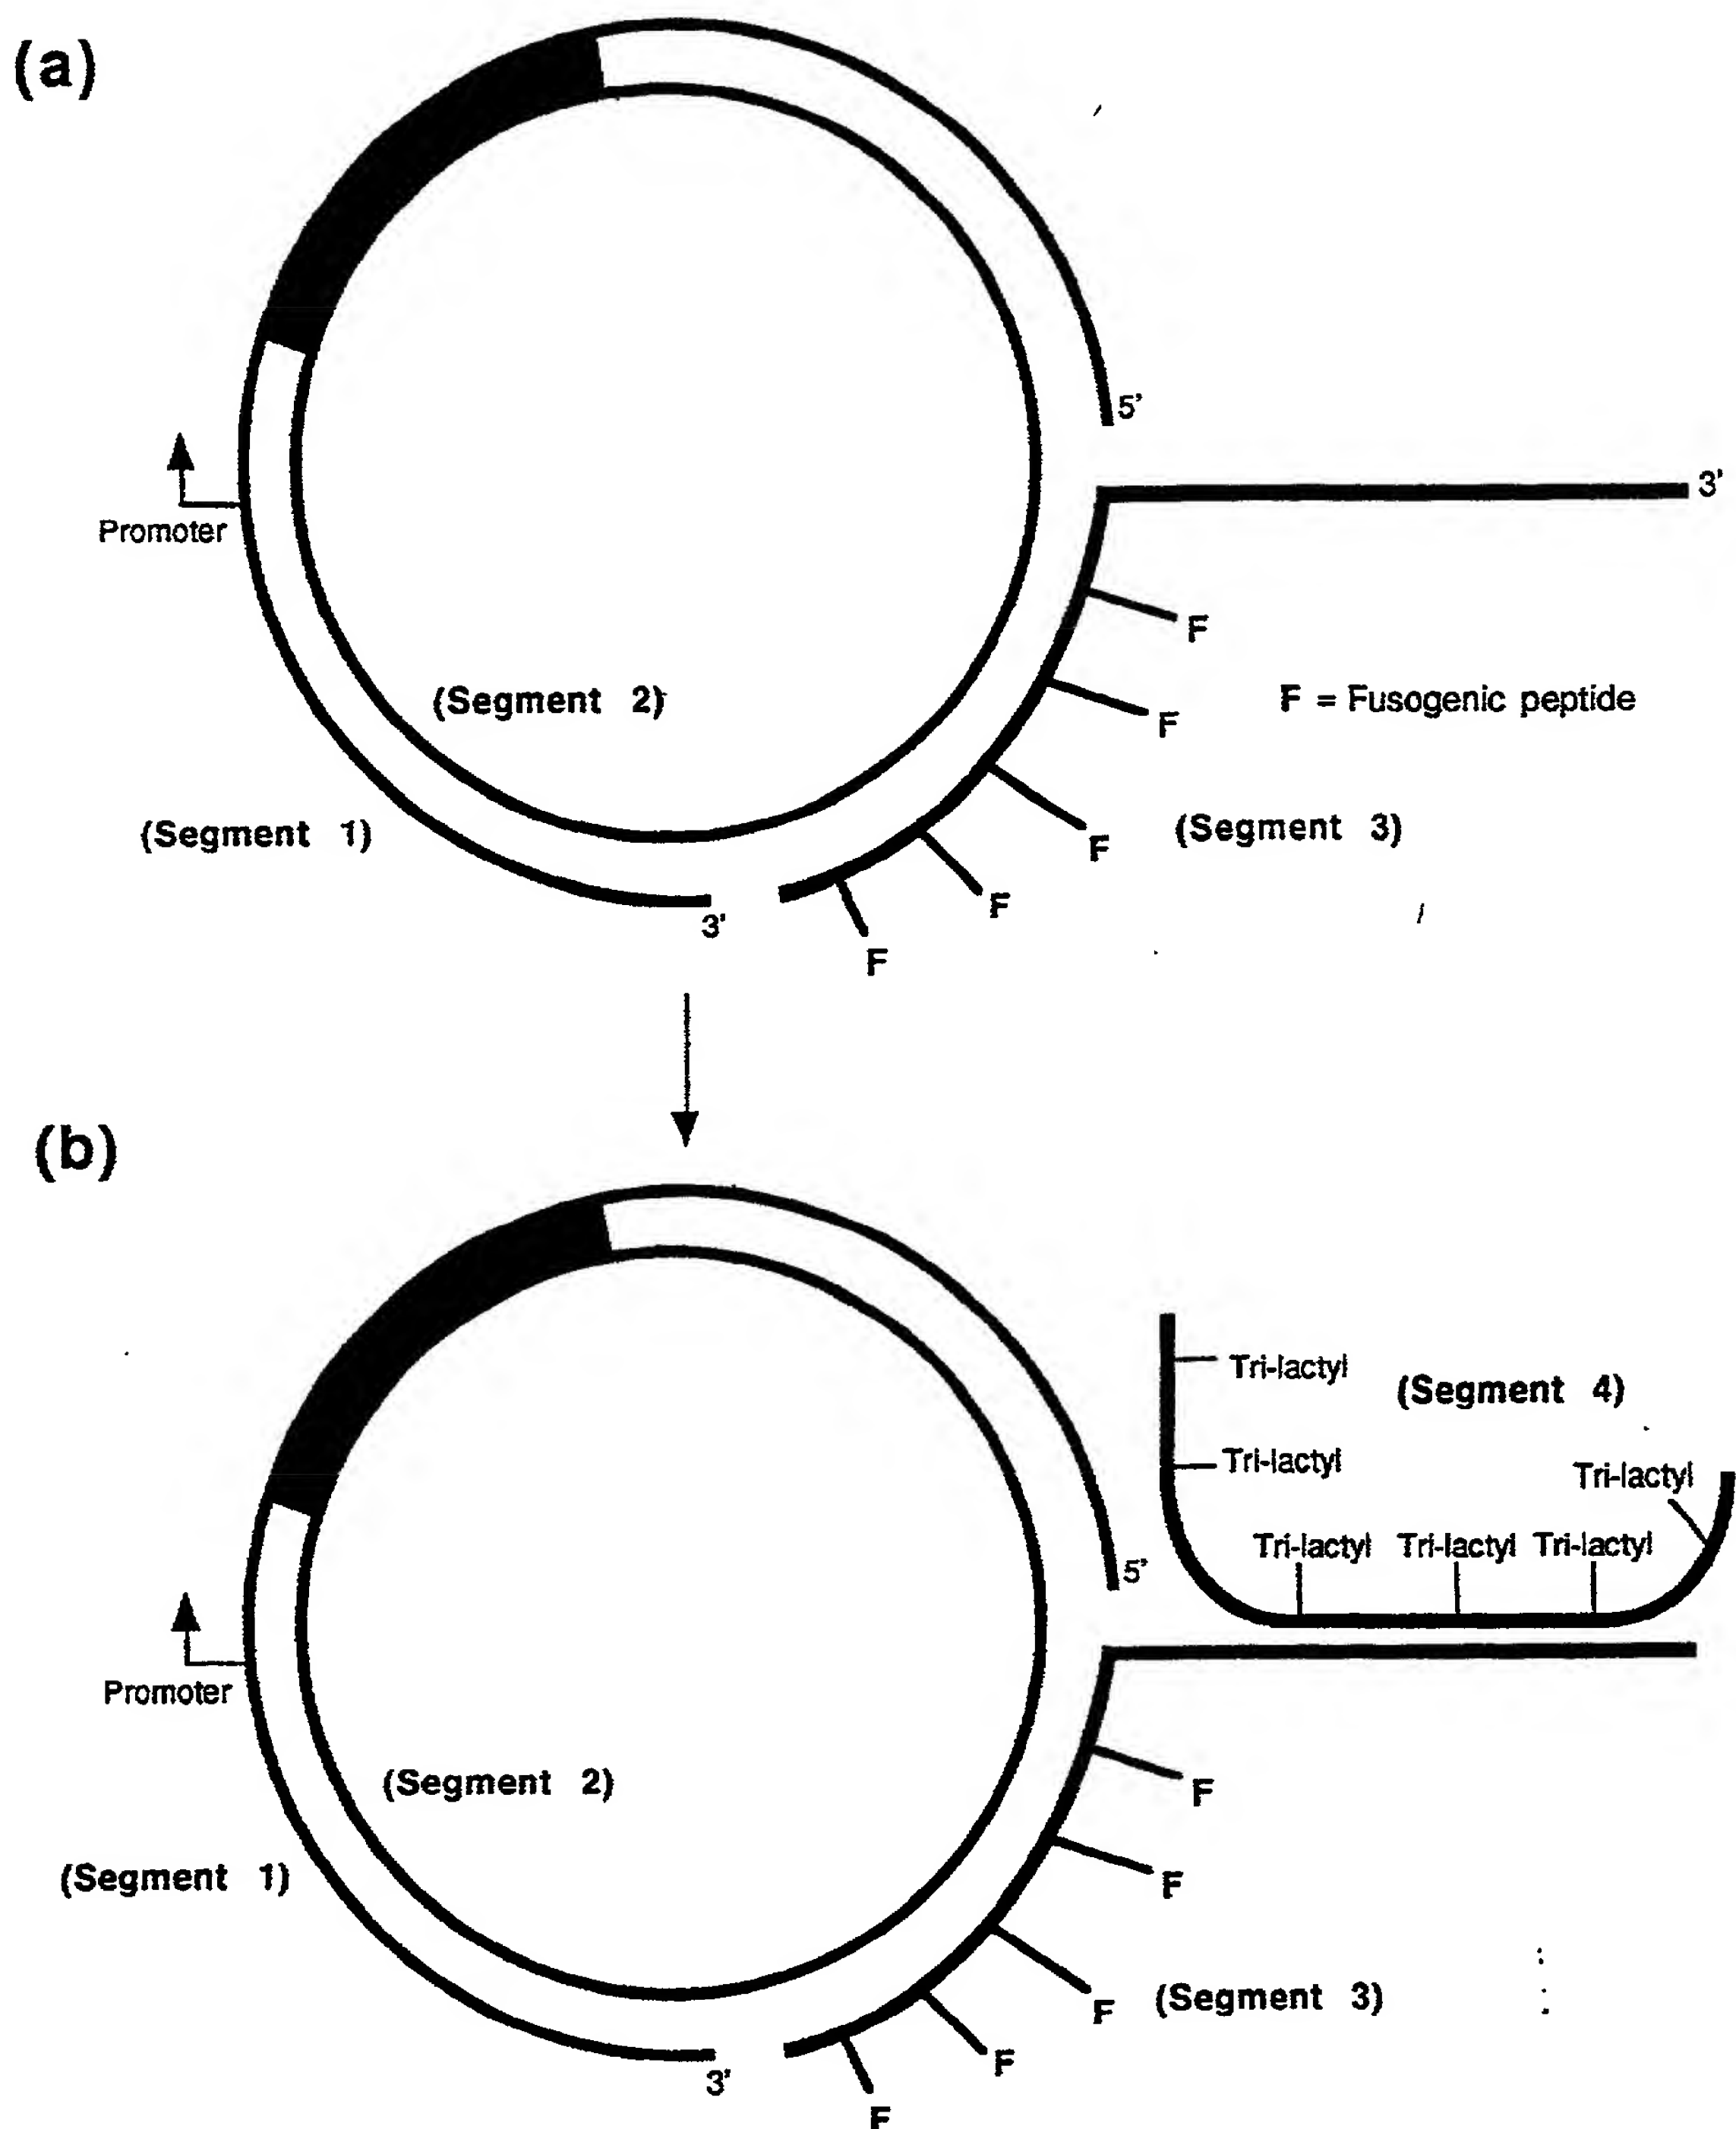 (a)
5'
3'
Promoter
F
(Segment 2)
F = Fusogenic peptide
F
(Segment 1)
(Segment 3)
F
F
3'
F
(b)
Tri-lactyl
(Segment 4)
Tri-lactyl
Tri-lactyl
Tri-lactyl Tri-lactyl Tri-lactyl
5'
Promoter
(Segment 2)
F
(Segment 1)
F
F
(Segment 3)
F
3'
F